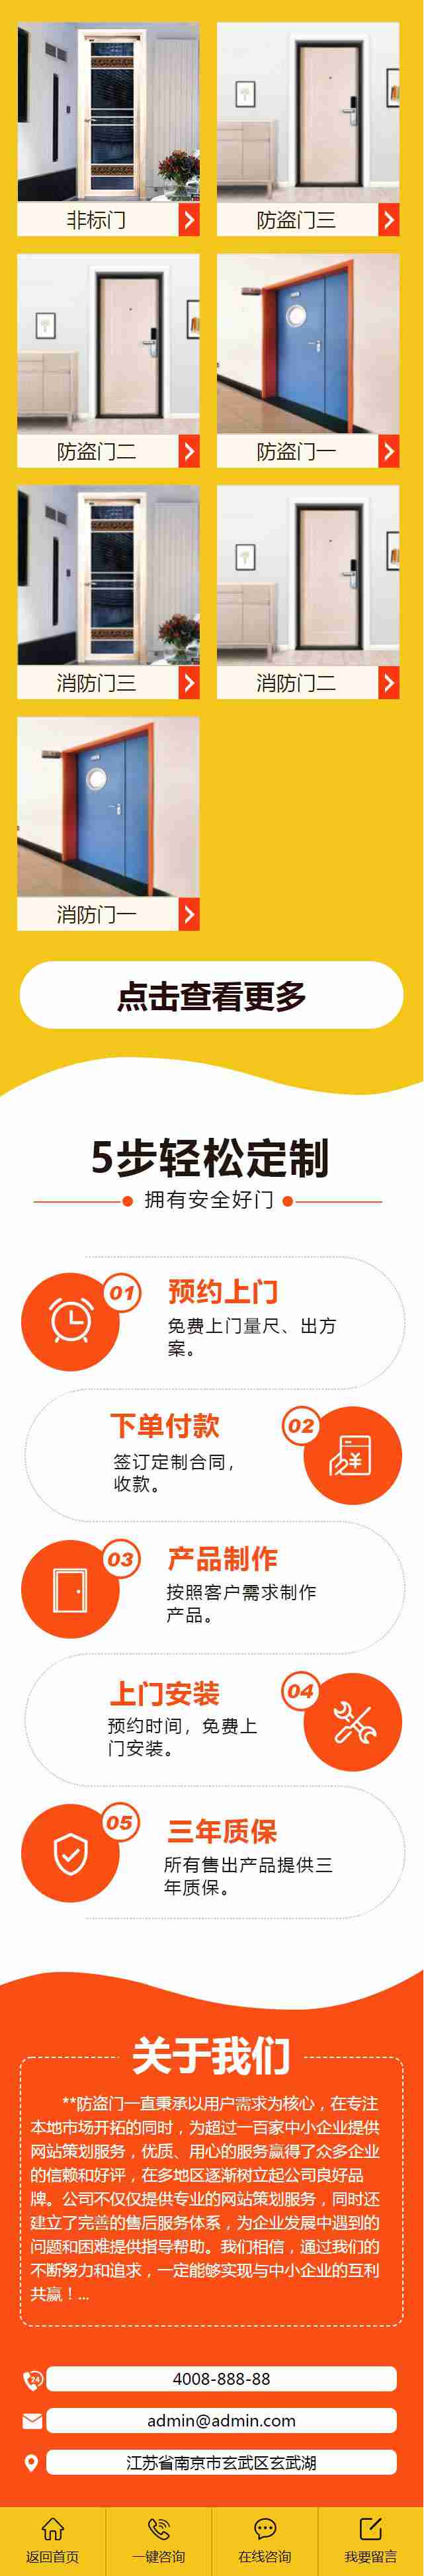 非标门
防盗门三
防盗门二
防盗门一
消防门三
消防门二
消防门一
点击查看更多
5步轻松定制
拥有安全好门
01
预约上门
免费上门量尺、出方
案。
下单付款
02
签订定制合同，
收款。
03
产品制作
按照客户需求制作
产品。
上门安装
04
预约时间，免费上
门安装。
05
三年质保
所有售出产品提供三
年质保。
关于我们
**防盗门一直秉承以用户需求为核心，在专注
本地市场开拓的同时，为超过一百家中小企业提供
网站策划服务，优质、用心的服务赢得了众多企业
的信赖和好评，在多地区逐渐树立起公司良好品
牌。公司不仅仅提供专业的网站策划服务，同时还
建立了完善的售后服务体系，为企业发展中遇到的
问题和困难提供指导帮助。我们相信，通过我们的
不断努力和追求，一定能够实现与中小企业的互利
共赢！...
24
4008-888-88
admin@admin.com
江苏省南京市玄武区玄武湖
返回首页
一键咨询
在线咨询
我要留言